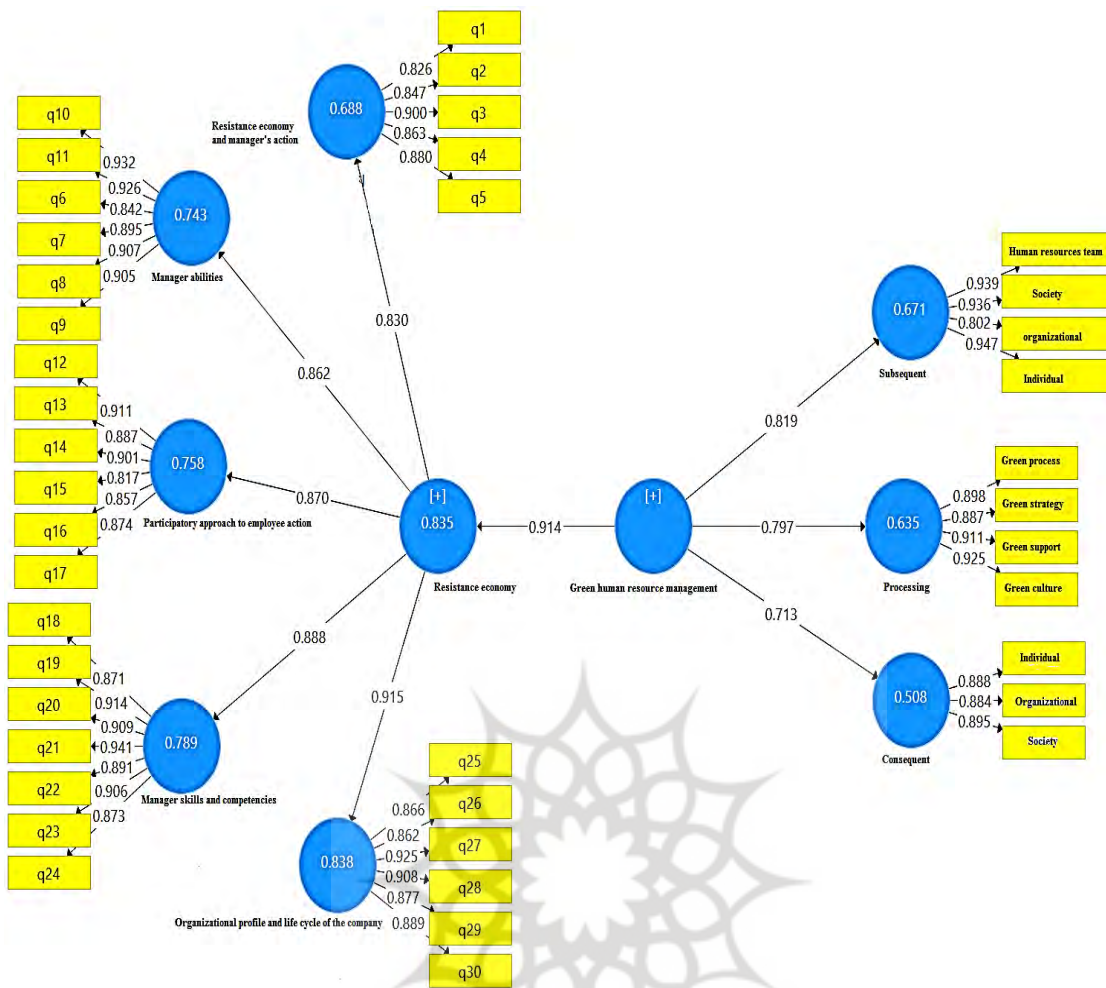 q1
q2
q3
q4
q5
0.826
0.847
0.900
0.863
0.880
0.688
Resistance economy
and manager's action
q10
q11
q6
q7
q8
q9
0.932
0.926
0.842
0.895
0.907
0.905
0.743
Manager abilities
q12
q13
q14
q15
q16
q17
0.911
0.887
0.901
0.817
0.857
0.874
0.758
Participatory approach to employee action
q18
q19
q20
q21
q22
q23
q24
0.871
0.914
0.909
0.941
0.891
0.906
0.873
0.789
Manager skills and competencies
q25
q26
q27
q28
q29
q30
0.866
0.862
0.925
0.908
0.877
0.889
0.838
Organizational profile and life cycle of the company
0.830
0.862
0.870
0.888
0.915
[+]
0.835
Resistance economy
0.914
[+]
Green human resource management
0.819
0.797
0.713
0.671
Subsequent
0.939
0.936
0.802
0.947
Human resources team
Society
organizational
Individual
0.635
Processing
0.898
0.887
0.911
0.925
Green process
Green strategy
Green support
Green culture
0.508
Consequent
0.888
0.884
0.895
Individual
Organizational
Society